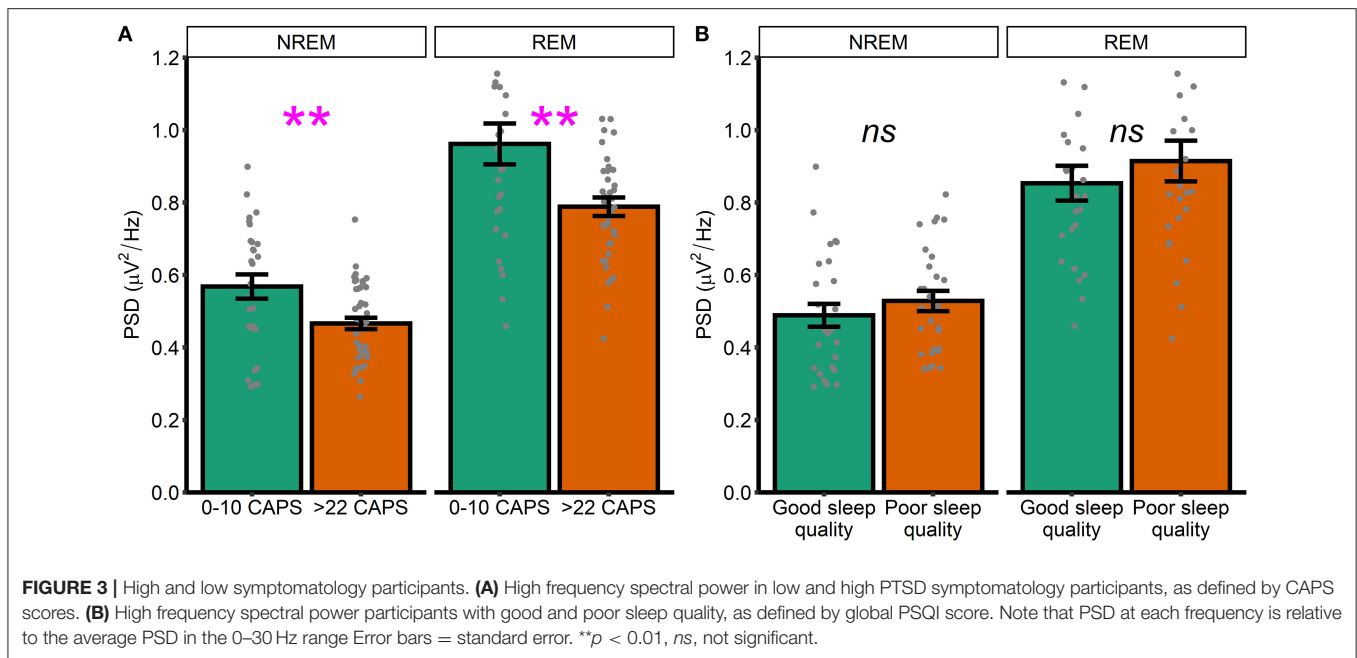 A
NREM
REM
1.2
1.0
0.8
0.6
0.4
0.2
0.0
PSD (μV²/Hz)
**
**
0-10 CAPS
>22 CAPS
0-10 CAPS
>22 CAPS
B
NREM
REM
1.2
1.0
0.8
0.6
0.4
0.2
0.0
PSD (μV²/Hz)
ns
ns
Good sleep
quality
Poor sleep
quality
Good sleep
quality
Poor sleep
quality
FIGURE 3 | High and low symptomatology participants. (A) High frequency spectral power in low and high PTSD symptomatology participants, as defined by CAPS
scores. (B) High frequency spectral power participants with good and poor sleep quality, as defined by global PSQI score. Note that PSD at each frequency is relative
to the average PSD in the 0–30 Hz range Error bars = standard error. **p < 0.01, ns, not significant.